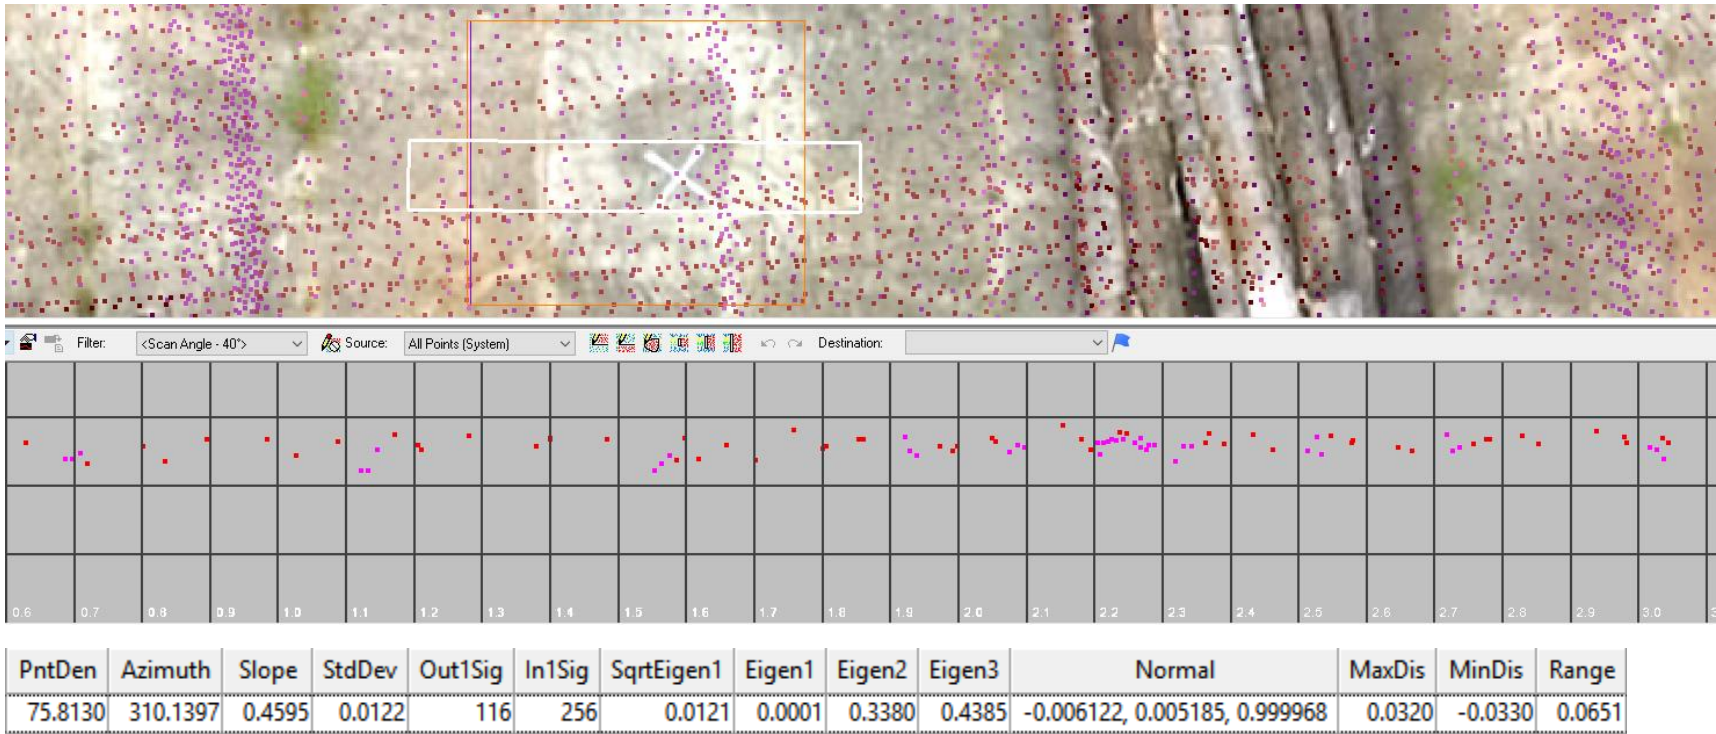 Filter: <Scan Angle - 40°> Source: All Points (System) Destination:
0.6 0.7 0.8 0.9 1.0 1.1 1.2 1.3 1.4 1.5 1.6 1.7 1.8 1.9 2.0 2.1 2.2 2.3 2.4 2.5 2.6 2.7 2.8 2.9 3.0 3
PntDen Azimuth Slope StdDev Out1Sig In1Sig SqrtEigen1 Eigen1 Eigen2 Eigen3 Normal MaxDis MinDis Range
75.8130 310.1397 0.4595 0.0122 116 256 0.0121 0.0001 0.3380 0.4385 -0.006122, 0.005185, 0.999968 0.0320 -0.0330 0.0651